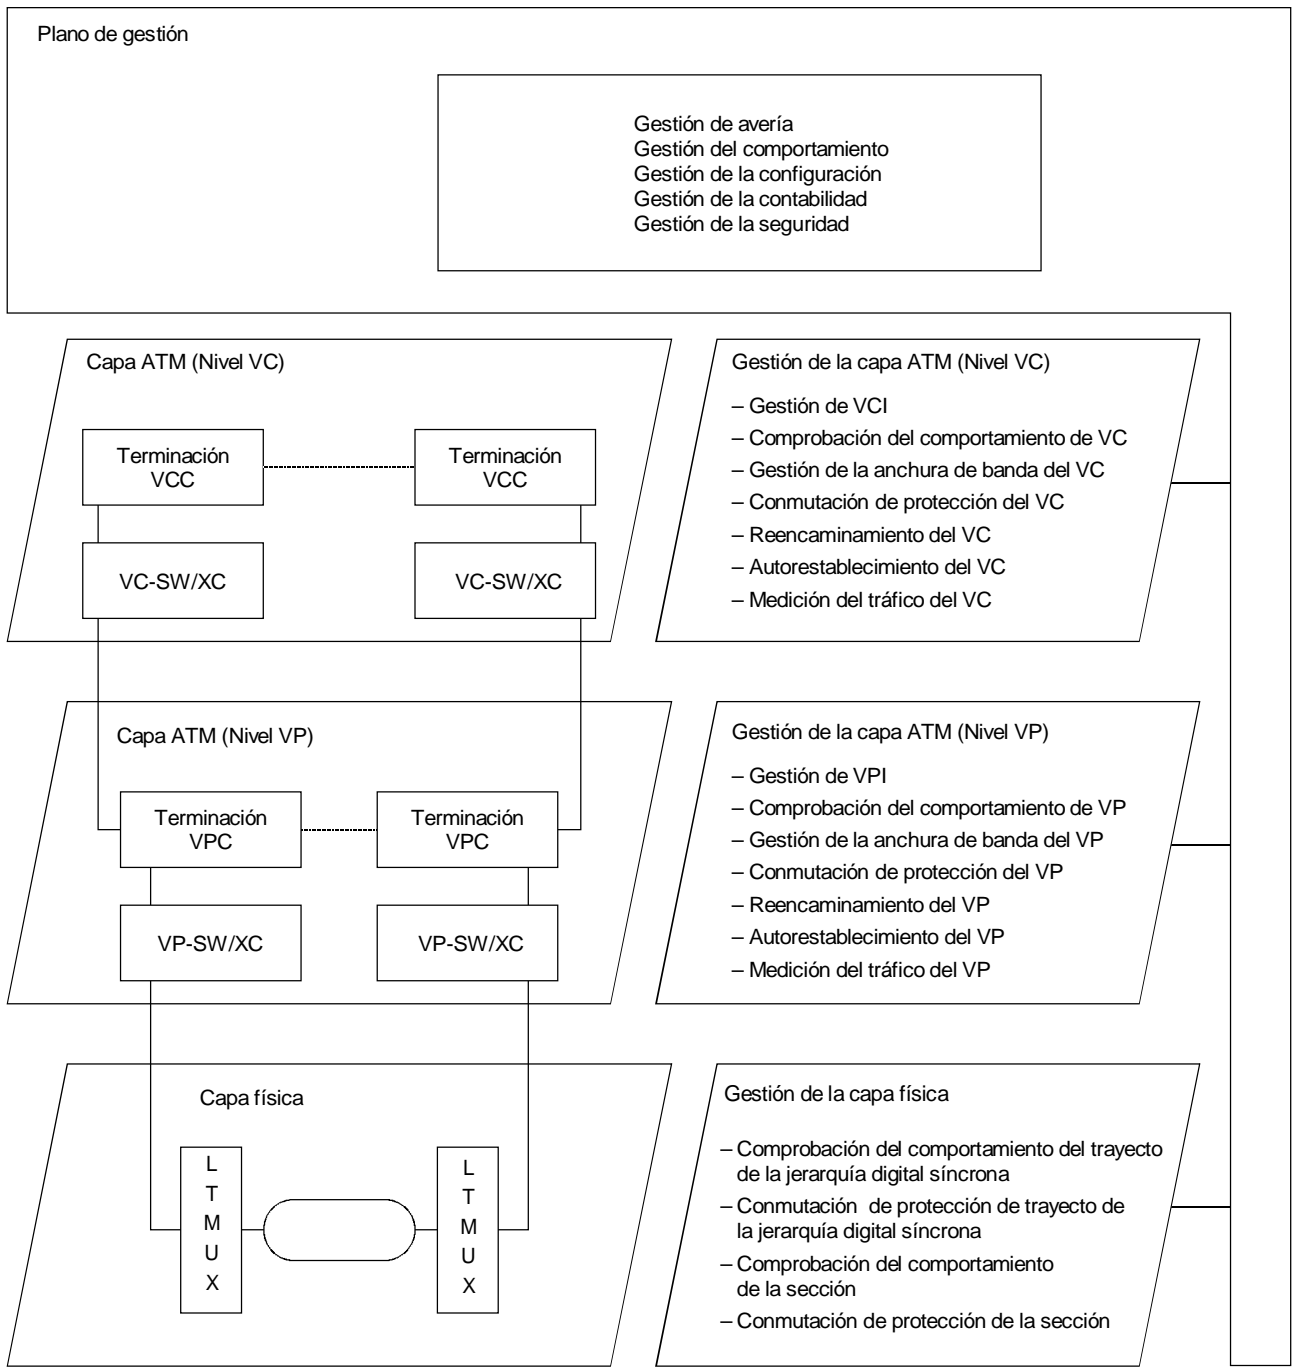 Plano de gestión
Gestión de avería
Gestión del comportamiento
Gestión de la configuración
Gestión de la contabilidad
Gestión de la seguridad
Capa ATM (Nivel VC)
Terminación
VCC
Terminación
VCC
VC-SW/XC
VC-SW/XC
Gestión de la capa ATM (Nivel VC)
– Gestión de VCI
– Comprobación del comportamiento de VC
– Gestión de la anchura de banda del VC
– Conmutación de protección del VC
– Reencaminamiento del VC
– Autorestablecimiento del VC
– Medición del tráfico del VC
Capa ATM (Nivel VP)
Terminación
VPC
Terminación
VPC
VP-SW/XC
VP-SW/XC
Gestión de la capa ATM (Nivel VP)
– Gestión de VPI
– Comprobación del comportamiento de VP
– Gestión de la anchura de banda del VP
– Conmutación de protección del VP
– Reencaminamiento del VP
– Autorestablecimiento del VP
– Medición del tráfico del VP
Capa física
L
T
M
U
X
L
T
M
U
X
Gestión de la capa física
– Comprobación del comportamiento del trayecto
de la jerarquía digital síncrona
– Conmutación de protección de trayecto de
la jerarquía digital síncrona
– Comprobación del comportamiento
de la sección
– Conmutación de protección de la sección